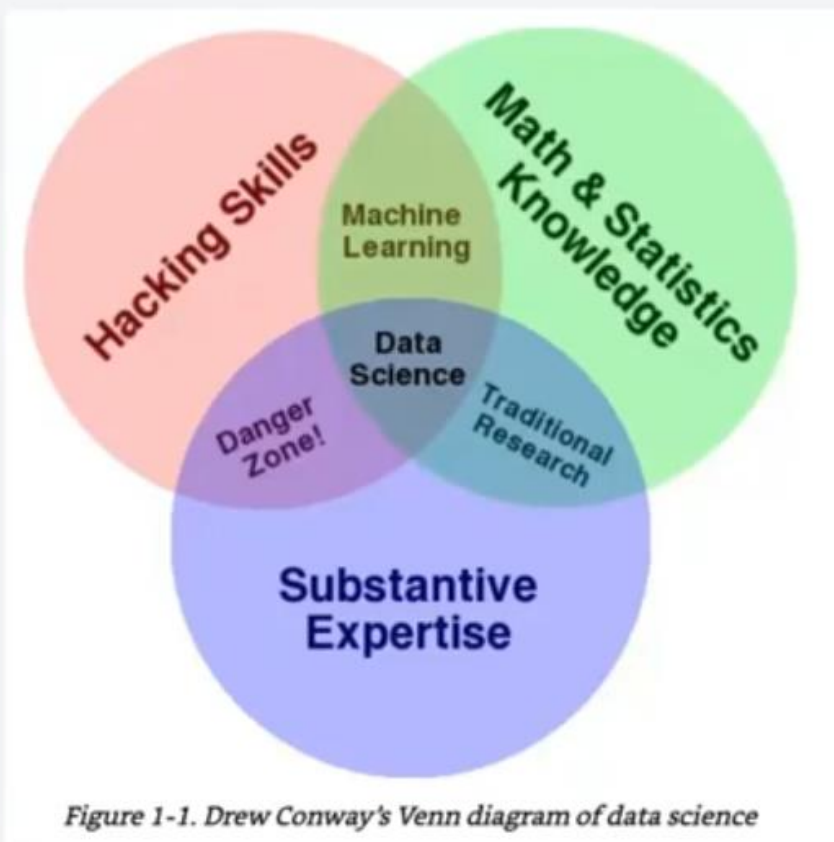 Hacking Skills
Math & Statistics
Knowledge
Machine
Learning
Data
Science
Danger
Zone!
Traditional
Research
Substantive
Expertise
Figure 1-1. Drew Conway's Venn diagram of data science